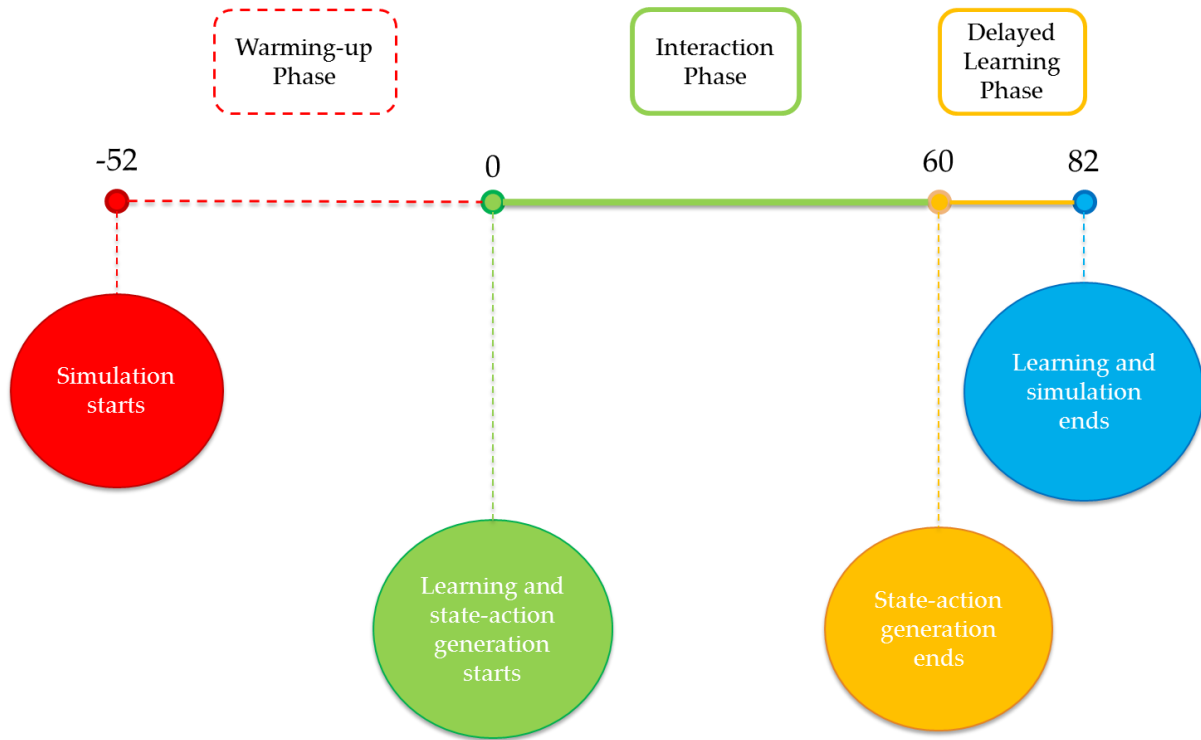 Warming-up
Phase
Interaction
Phase
Delayed
Learning
Phase
-52
0
60
82
Simulation
starts
Learning and
simulation
ends
Learning and
state-action
generation
starts
State-action
generation
ends